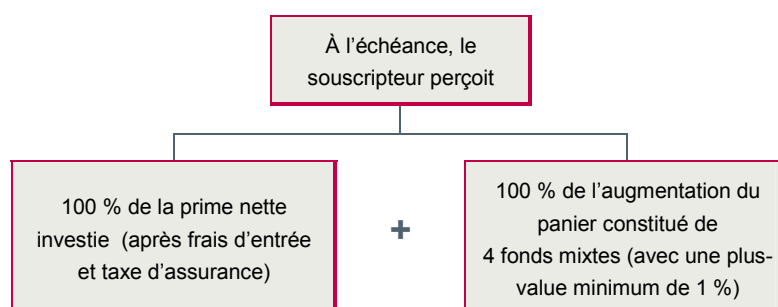 À l’échéance, le
souscripteur perçoit
100 % de la prime nette
investie (après frais d’entrée
et taxe d’assurance)
+
100 % de l’augmentation du
panier constitué de
4 fonds mixtes (avec une plus-
value minimum de 1 %)